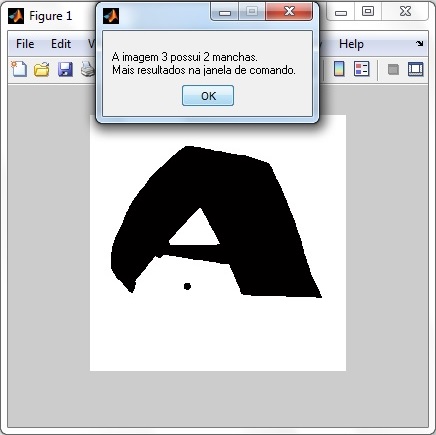 Figure 1
File Edit V Help
A imagem 3 possui 2 manchas.
Mais resultados na janela de comando.
OK
A